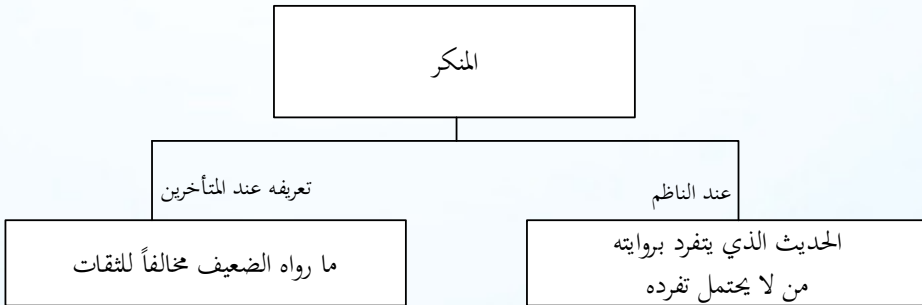 المنكر
عند الناظم
تعريفه عند المتأخرين
الحديث الذي يتفرد بروايته
من لا يحتمل تفرده
ما رواه الضعيف مخالفاً للثقات